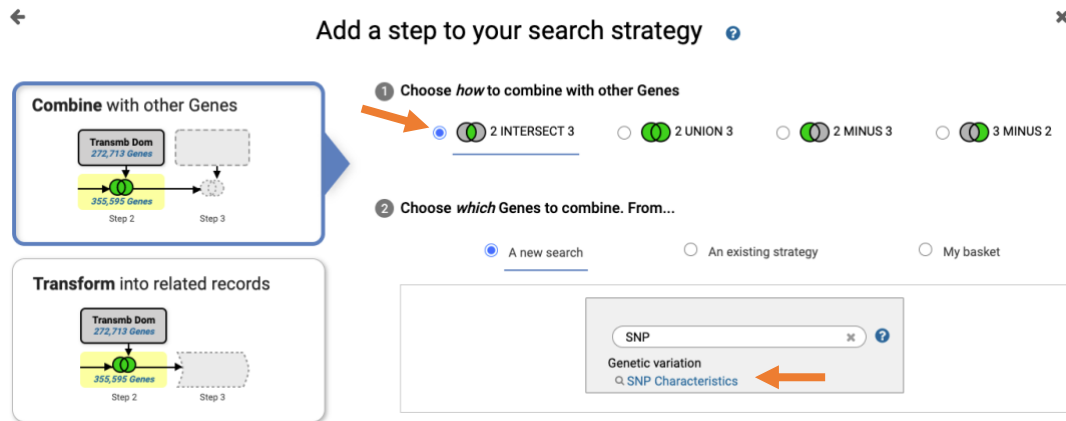 Add a step to your search strategy ?
Combine with other Genes
Transmb Dom
272,713 Genes
355,595 Genes
Step 2 Step 3
Transform into related records
Transmb Dom
272,713 Genes
355,595 Genes
Step 2 Step 3
1 Choose how to combine with other Genes
2 INTERSECT 3 2 UNION 3 2 MINUS 3 3 MINUS 2
2 Choose which Genes to combine. From...
A new search An existing strategy My basket
SNP ?
Genetic variation
SNP Characteristics